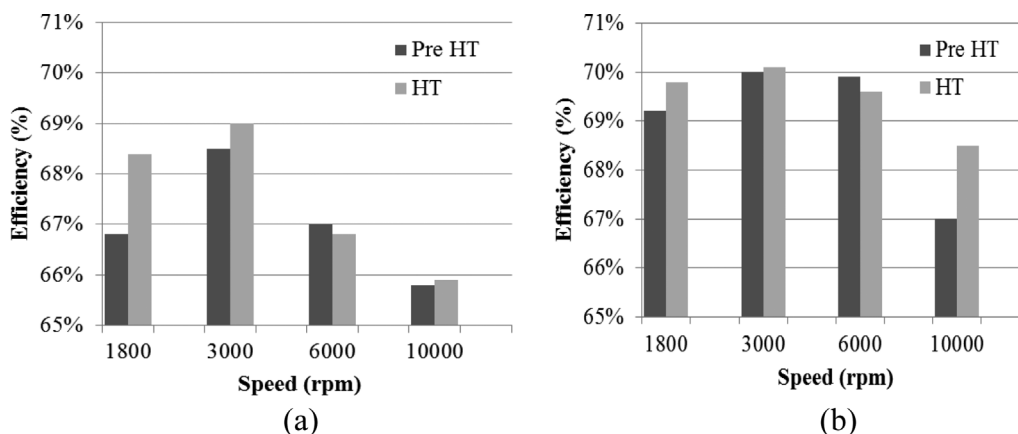 71%
70%
69%
68%
67%
66%
65%
Efficiency (%)
Pre HT
HT
1800 3000 6000 10000
Speed (rpm)
(a)
71%
70%
69%
68%
67%
66%
65%
Efficiency (%)
Pre HT
HT
1800 3000 6000 10000
Speed (rpm)
(b)